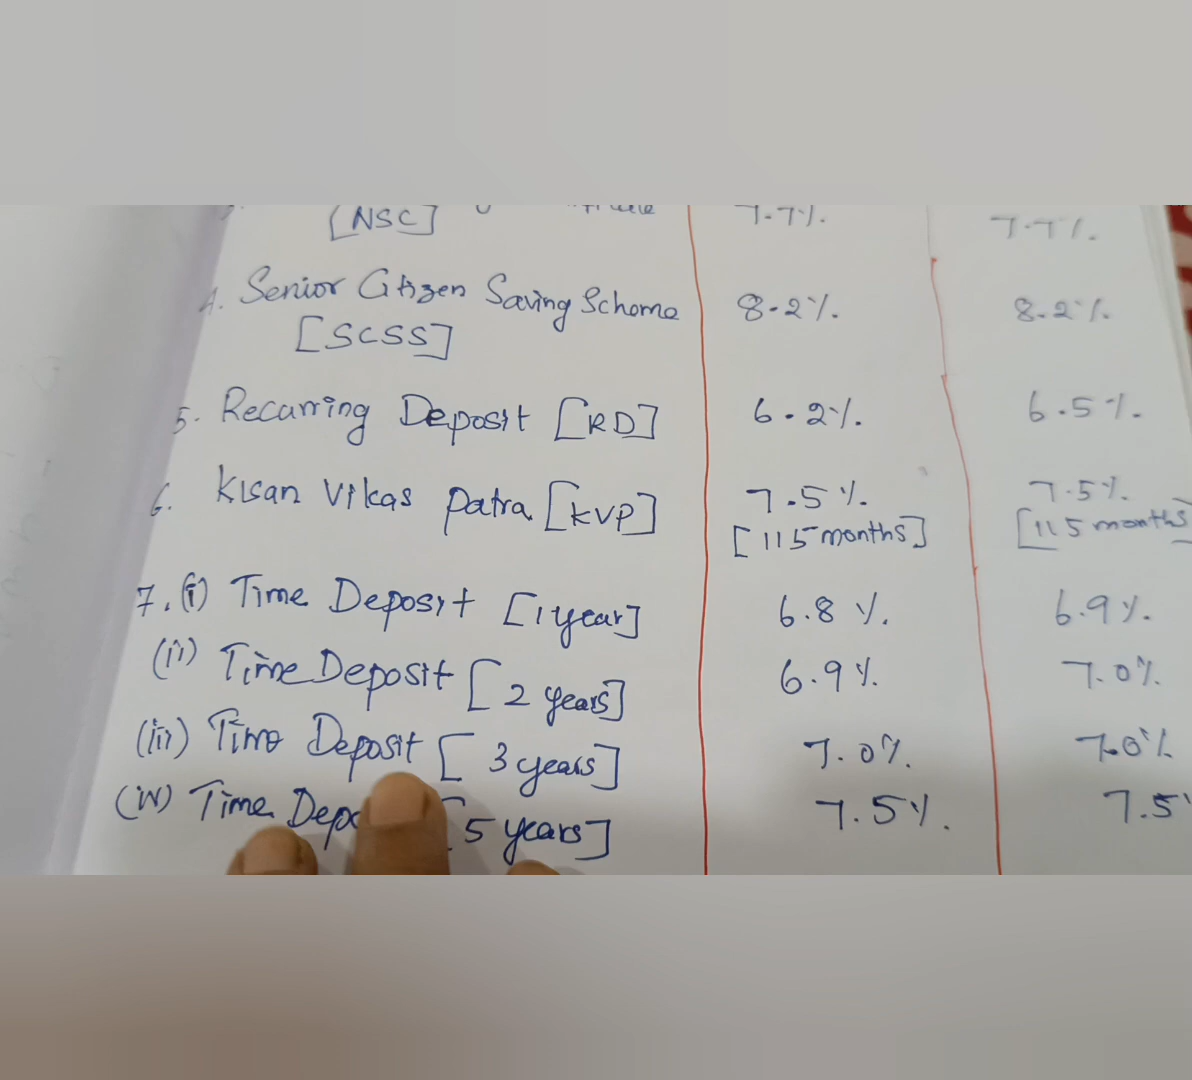 [NSC] 7.7%. 7.7%.
4. Senior Citizen Saving Scheme 8.2%. 8.2%.
[SCSS]
5. Recurring Deposit [RD] 6.2%. 6.5%.
6. Kisan Vikas Patra [KVP] 7.5%. 7.5%.
[115 months] [115 months]
7. (i) Time Deposit [1 year] 6.8%. 6.9%.
(ii) Time Deposit [2 years] 6.9%. 7.0%.
(iii) Time Deposit [3 years] 7.0%. 7.0%
(iv) Time Depo [5 years] 7.5%. 7.5